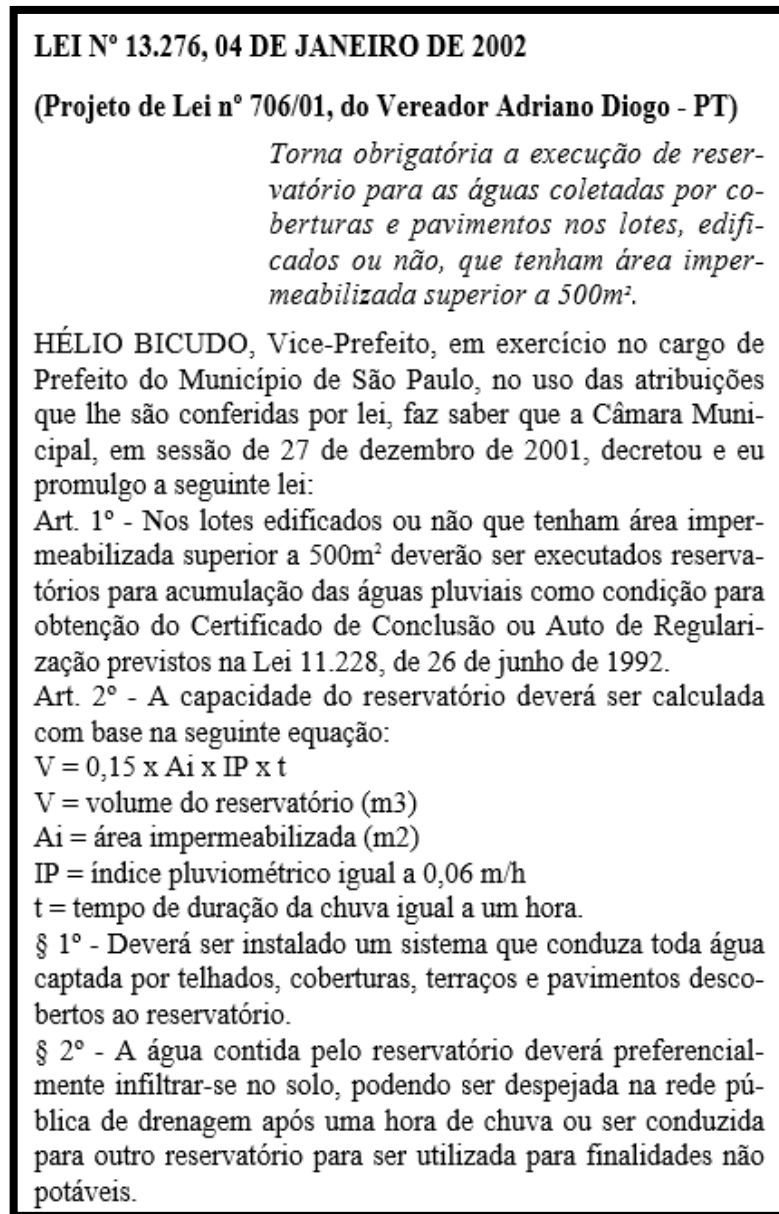 LEI Nº 13.276, 04 DE JANEIRO DE 2002
(Projeto de Lei nº 706/01, do Vereador Adriano Diogo - PT)
Torna obrigatória a execução de reser-
vatório para as águas coletadas por co-
berturas e pavimentos nos lotes, edifi-
cados ou não, que tenham área imper-
meabilizada superior a 500m².
HÉLIO BICUDO, Vice-Prefeito, em exercício no cargo de
Prefeito do Município de São Paulo, no uso das atribuições
que lhe são conferidas por lei, faz saber que a Câmara Muni-
cipal, em sessão de 27 de dezembro de 2001, decretou e eu
promulgo a seguinte lei:
Art. 1º - Nos lotes edificados ou não que tenham área imper-
meabilizada superior a 500m² deverão ser executados reserva-
tórios para acumulação das águas pluviais como condição para
obtenção do Certificado de Conclusão ou Auto de Regulari-
zação previstos na Lei 11.228, de 26 de junho de 1992.
Art. 2º - A capacidade do reservatório deverá ser calculada
com base na seguinte equação:
V = 0,15 x Ai x IP x t
V = volume do reservatório (m3)
Ai = área impermeabilizada (m2)
IP = índice pluviométrico igual a 0,06 m/h
t = tempo de duração da chuva igual a um hora.
§ 1º - Deverá ser instalado um sistema que conduza toda água
captada por telhados, coberturas, terraços e pavimentos desco-
bertos ao reservatório.
§ 2º - A água contida pelo reservatório deverá preferencial-
mente infiltrar-se no solo, podendo ser despejada na rede pú-
blica de drenagem após uma hora de chuva ou ser conduzida
para outro reservatório para ser utilizada para finalidades não
potáveis.